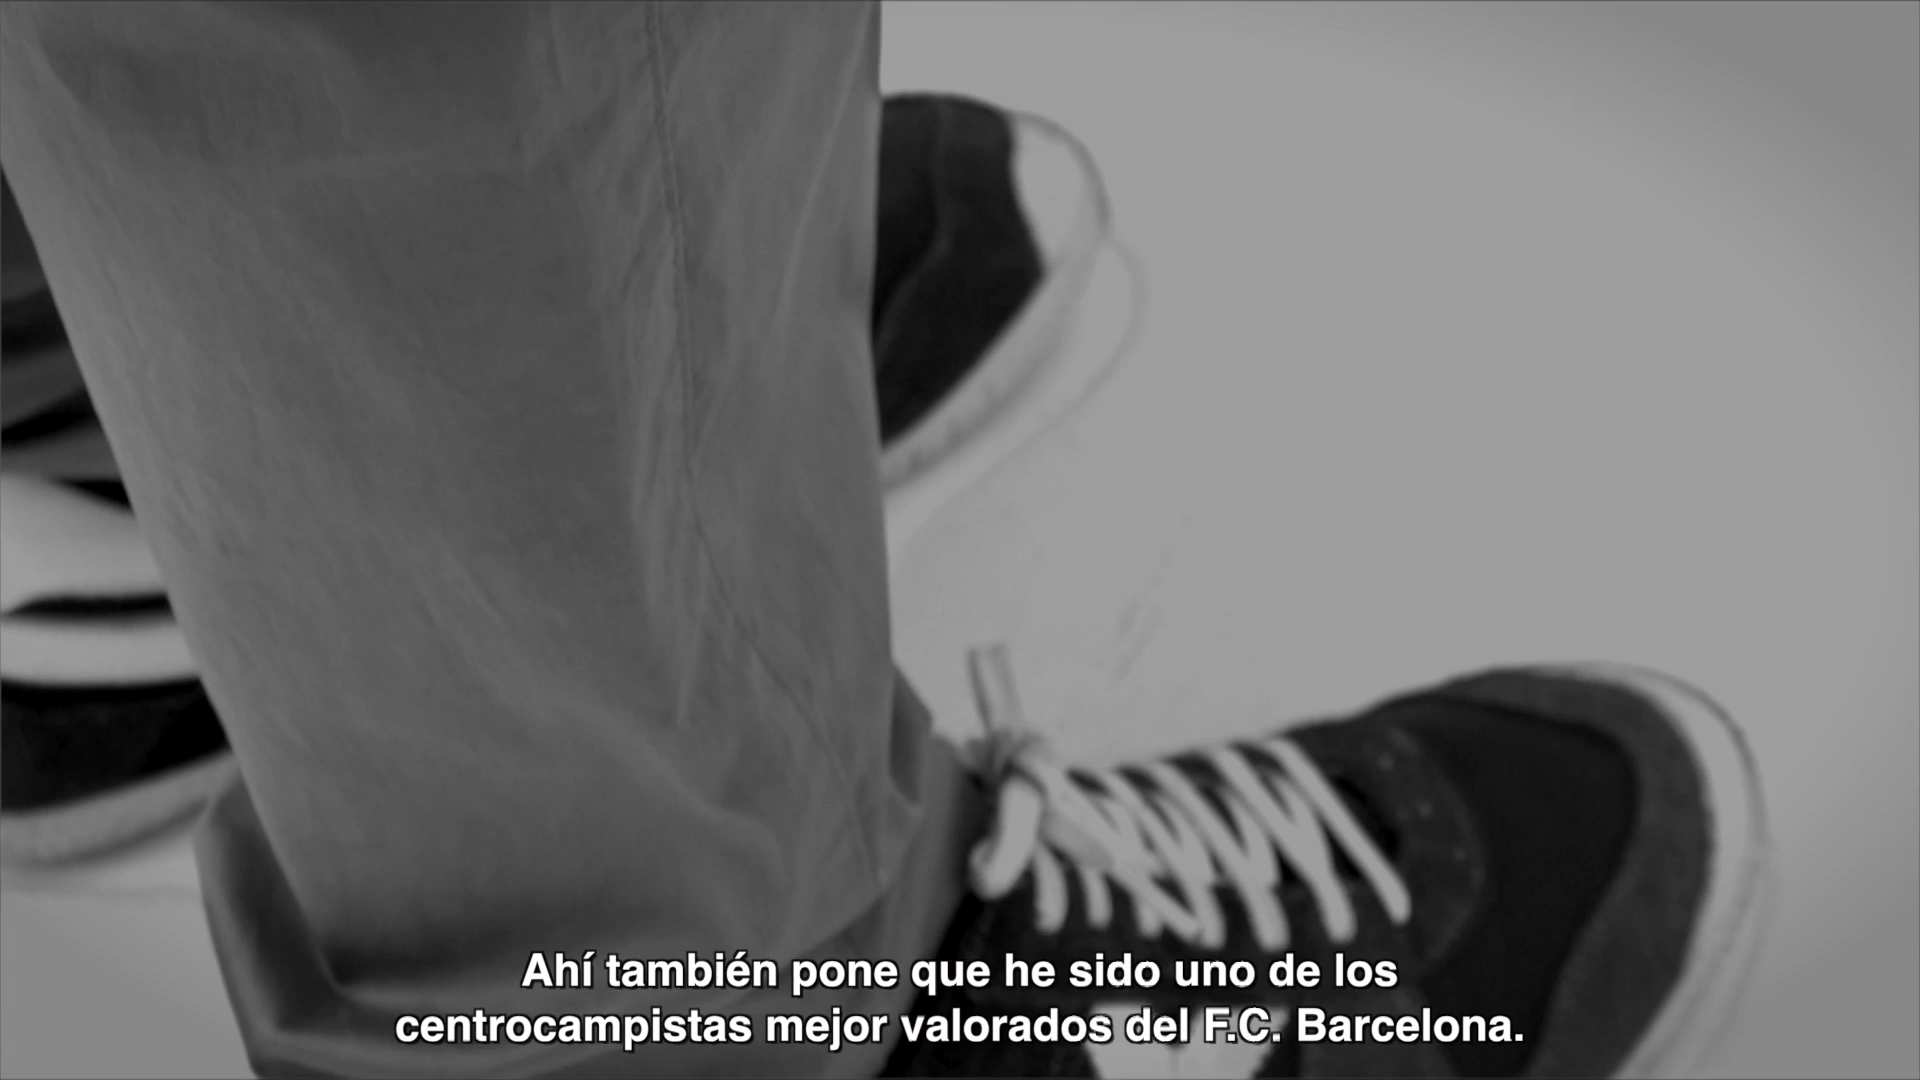 Ahí también pone que he sido uno de los
centrocampistas mejor valorados del F.C. Barcelona.